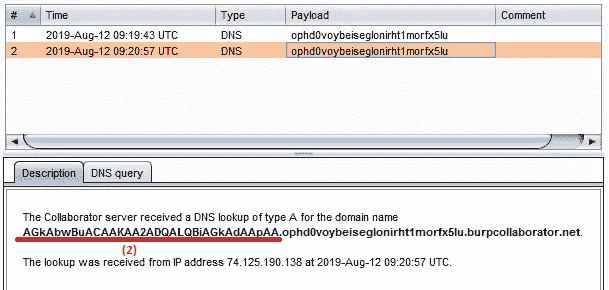 # Time Type Payload Comment
1 2019-Aug-12 09:19:43 UTC DNS ophd0voybeiseglonirht1morfx5lu
2 2019-Aug-12 09:20:57 UTC DNS ophd0voybeiseglonirht1morfx5lu
Description DNS query
The Collaborator server received a DNS lookup of type A for the domain name
AGkAbwBuACAAKAA2ADQALQBiAGkAdAApAA.ophd0voybeiseglonirht1morfx5lu.burpcollaborator.net.
(2)
The lookup was received from IP address 74.125.190.138 at 2019-Aug-12 09:20:57 UTC.